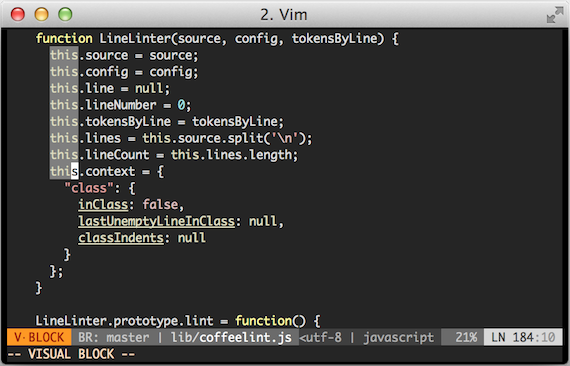 2. Vim
function LineLinter(source, config, tokensByLine) {
this.source = source;
this.config = config;
this.line = null;
this.lineNumber = 0;
this.tokensByLine = tokensByLine;
this.lines = this.source.split('\n');
this.lineCount = this.lines.length;
this.context = {
"class": {
inClass: false,
lastUnemptyLineInClass: null,
classIndents: null
}
};
}
LineLinter.prototype.lint = function() {
V·BLOCK BR: master | lib/coffeelint.js <utf-8 | javascript 21% LN 184:10
-- VISUAL BLOCK --